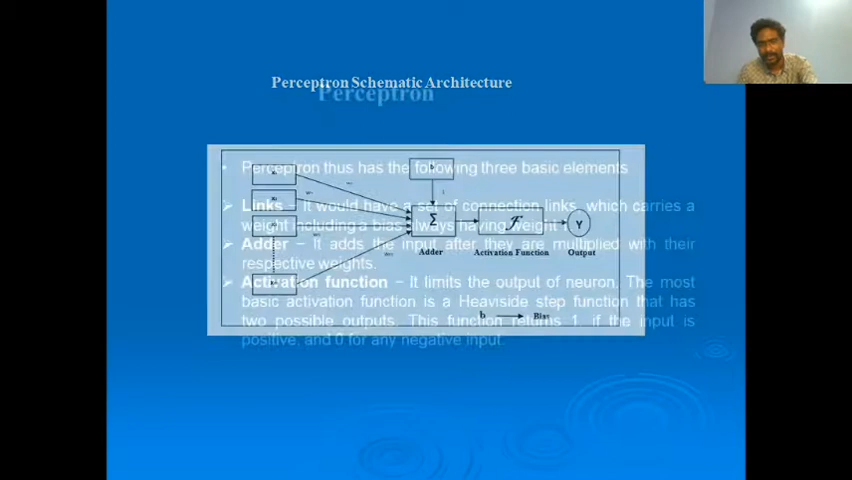 Perceptron Schematic Architecture
Perceptron
• Perceptron thus has the following three basic elements
➢ Links – It would have a set of connection links, which carries a
weight including a bias always having weight 1.
➢ Adder – It adds the input after they are multiplied with their
respective weights.
➢ Activation function – It limits the output of neuron. The most
basic activation function is a Heaviside step function that has
two possible outputs. This function returns 1, if the input is
positive, and 0 for any negative input.
Σ
Y
Adder
Activation Function
Output
b
Bias